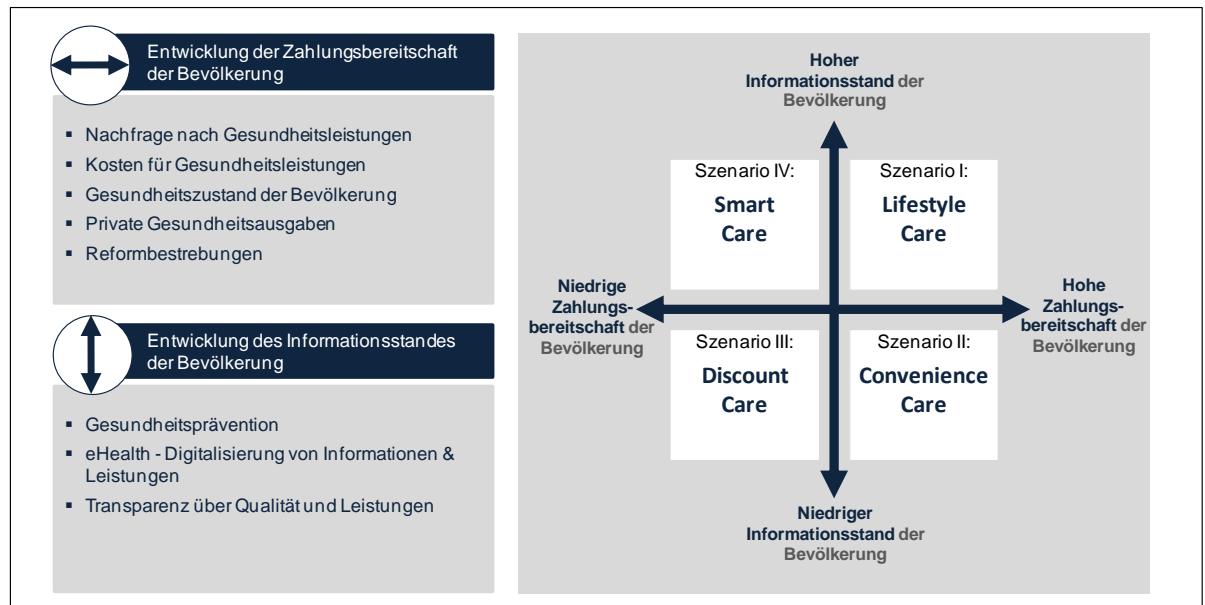 Entwicklung der Zahlungsbereitschaft
der Bevölkerung
▪ Nachfrage nach Gesundheitsleistungen
▪ Kosten für Gesundheitsleistungen
▪ Gesundheitszustand der Bevölkerung
▪ Private Gesundheitsausgaben
▪ Reformbestrebungen
Entwicklung des Informationsstandes
der Bevölkerung
▪ Gesundheitsprävention
▪ eHealth - Digitalisierung von Informationen &
Leistungen
▪ Transparenz über Qualität und Leistungen
Hoher
Informationsstand der
Bevölkerung
Szenario IV:
Smart
Care
Szenario I:
Lifestyle
Care
Niedrige
Zahlungs-
bereitschaft der
Bevölkerung
Hohe
Zahlungs-
bereitschaft der
Bevölkerung
Szenario III:
Discount
Care
Szenario II:
Convenience
Care
Niedriger
Informationsstand der
Bevölkerung